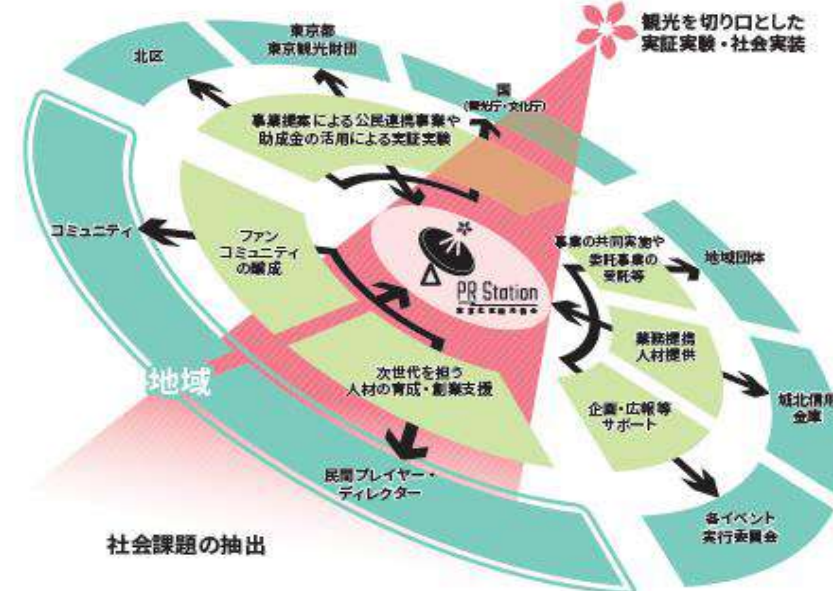 観光を切り口とした
実証実験・社会実装
東京都
東京観光財団
北区
国
(観光庁・文化庁)
事業提案による公民連携事業や
助成金の活用による実証実験
コミュニティ
ファン
コミュニティ
の醸成
PR Station
事業の共同実施や
委託事業の
受託等
地域団体
業務提携
人材提供
城北信用
金庫
地域
次世代を担う
人材の育成・創業支援
企画・広報等
サポート
民間プレイヤー・
ディレクター
各イベント
実行委員会
社会課題の抽出